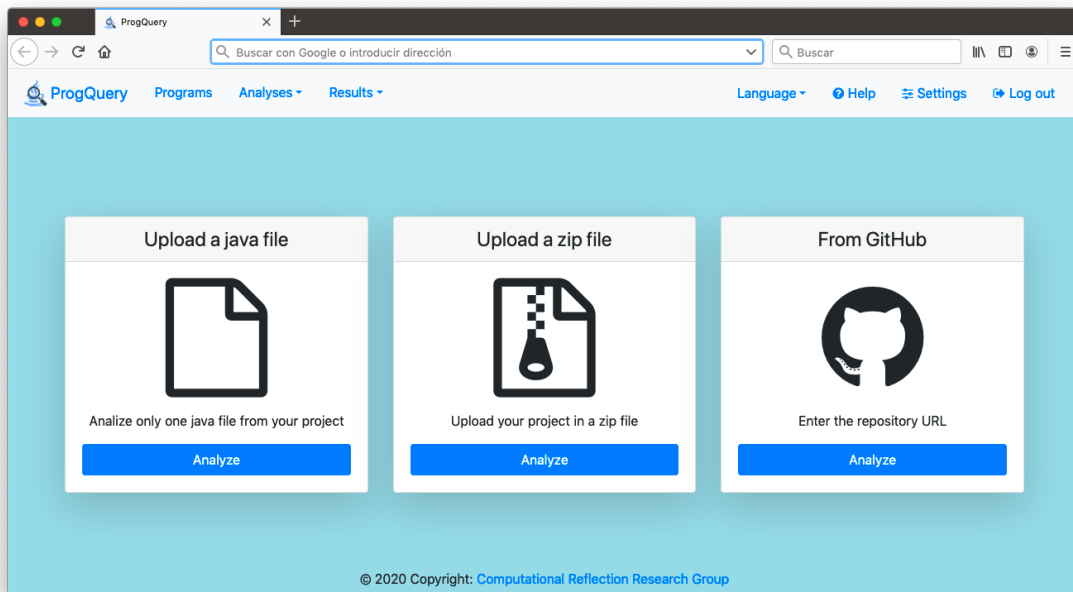 ProgQuery
Buscar con Google o introducir dirección
Buscar
ProgQuery Programs Analyses Results Language Help Settings Log out
Upload a java file
Analize only one java file from your project
Analyze
Upload a zip file
Upload your project in a zip file
Analyze
From GitHub
Enter the repository URL
Analyze
© 2020 Copyright: Computational Reflection Research Group